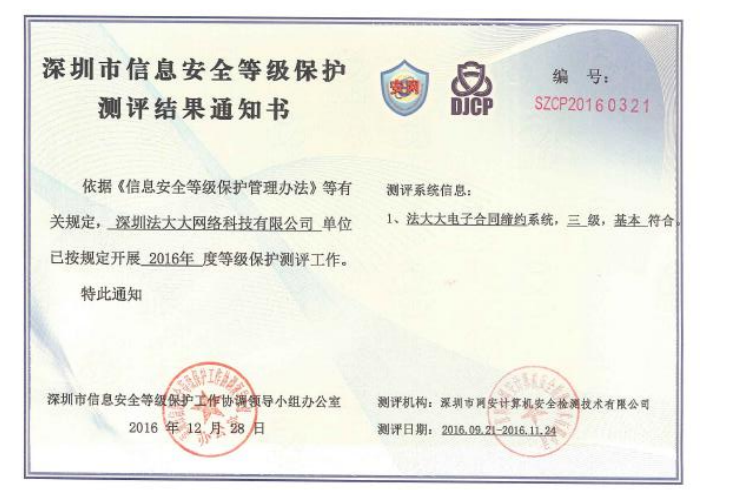 深圳市信息安全等级保护
测评结果通知书
安网
DJCP
编 号：
SZCP20160321
依据《信息安全等级保护管理办法》等有
关规定，深圳法大大网络科技有限公司 单位
已按规定开展 2016年 度等级保护测评工作。
特此通知
深圳市信息安全等级保护工作协调领导小组办公室
2016 年 12 月 28 日
测评系统信息：
1、法大大电子合同缔约系统，三 级，基本 符合。
测评机构：深圳市网安计算机安全检测技术有限公司
测评日期：2016.09.21-2016.11.24